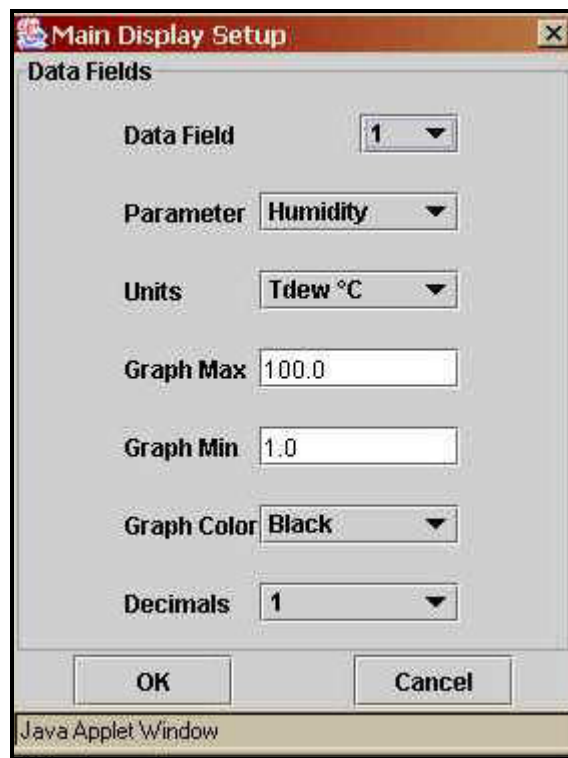 Main Display Setup
Data Fields
Data Field 1
Parameter Humidity
Units Tdew °C
Graph Max 100.0
Graph Min 1.0
Graph Color Black
Decimals 1
OK Cancel
Java Applet Window